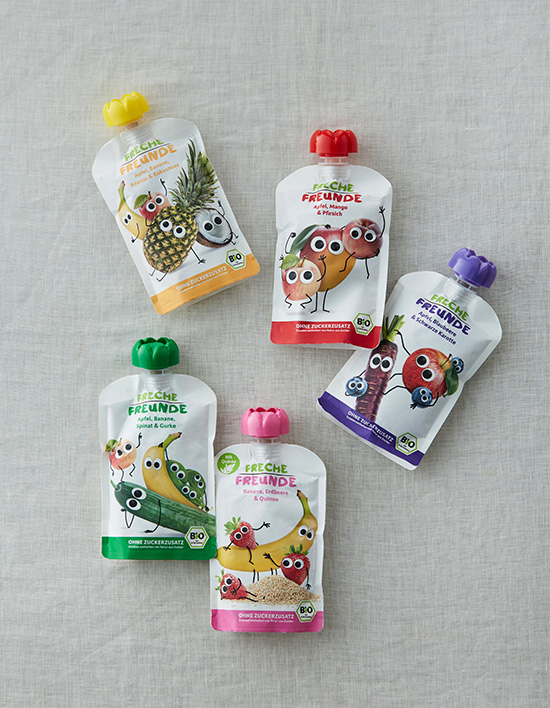 FRECHE
FREUNDE
Apfel, Banane,
Ananas & Kokosnuss
OHNE ZUCKERZUSATZ
BIO
FRECHE
FREUNDE
Apfel, Mango
& Pfirsich
OHNE ZUCKERZUSATZ
BIO
FRECHE
FREUNDE
Apfel, Blaubeere
& Schwarze Karotte
OHNE ZUCKERZUSATZ
BIO
FRECHE
FREUNDE
Apfel, Banane,
Spinat & Gurke
OHNE ZUCKERZUSATZ
BIO
FRECHE
FREUNDE
Banane, Erdbeere
& Quinoa
OHNE ZUCKERZUSATZ
BIO